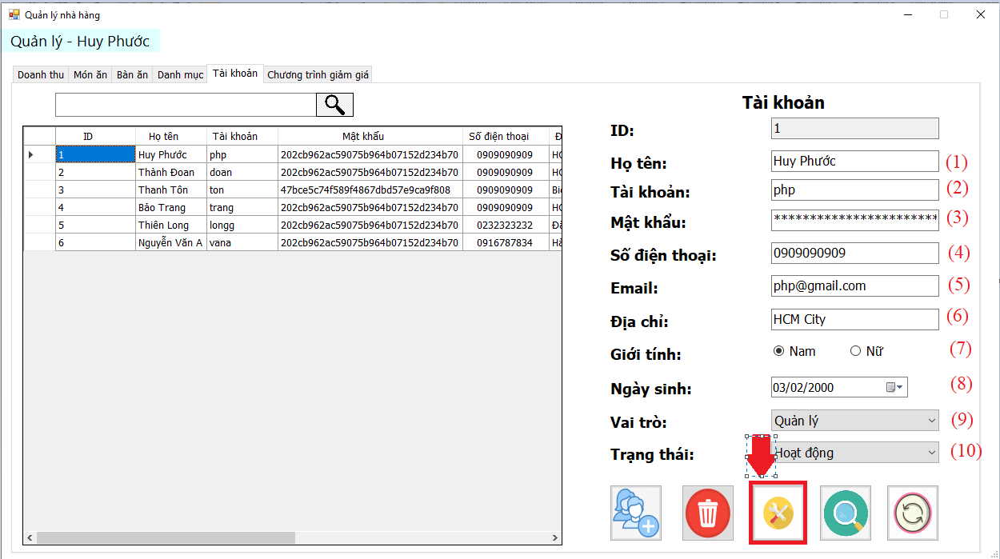 Quản lý nhà hàng
Quản lý - Huy Phước
Doanh thu Món ăn Bàn ăn Danh mục Tài khoản Chương trình giảm giá
Tài khoản
ID Họ tên Tài khoản Mật khẩu Số điện thoại Đ
1 Huy Phước php 202cb962ac59075b964b07152d234b70 0909090909 HC
2 Thành Đoan doan 202cb962ac59075b964b07152d234b70 0909090909 HC
3 Thanh Tôn ton 47bce5c74f589f4867dbd57e9ca9f808 0909090909 Biê
4 Bảo Trang trang 202cb962ac59075b964b07152d234b70 0909090909 HC
5 Thiên Long longg 202cb962ac59075b964b07152d234b70 0232323232 Đà
6 Nguyễn Văn A vana 202cb962ac59075b964b07152d234b70 0916787834 Hà
ID: 1
Họ tên: Huy Phước (1)
Tài khoản: php (2)
Mật khẩu: *********************** (3)
Số điện thoại: 0909090909 (4)
Email: php@gmail.com (5)
Địa chỉ: HCM City (6)
Giới tính: Nam Nữ (7)
Ngày sinh: 03/02/2000 (8)
Vai trò: Quản lý (9)
Trạng thái: Hoạt động (10)